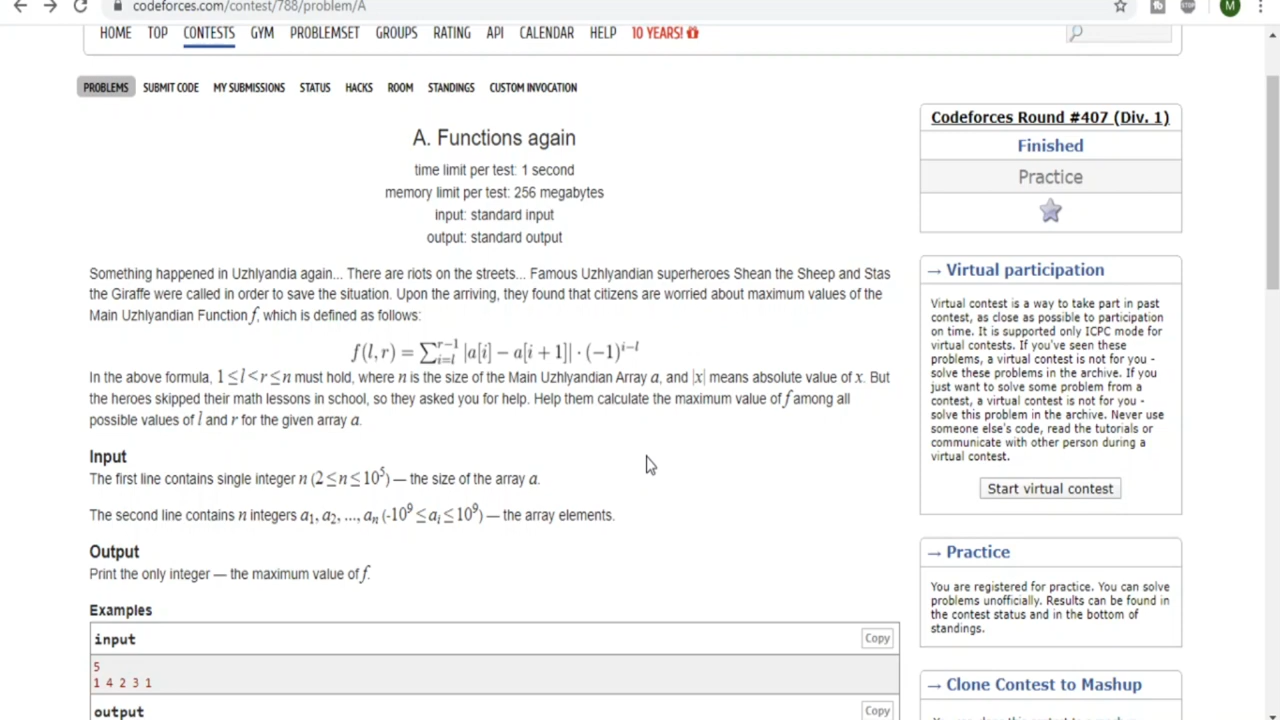 codeforces.com/contest/788/problem/A
M
HOME TOP CONTESTS GYM PROBLEMSET GROUPS RATING API CALENDAR HELP 10 YEARS!
PROBLEMS SUBMIT CODE MY SUBMISSIONS STATUS HACKS ROOM STANDINGS CUSTOM INVOCATION
A. Functions again
time limit per test: 1 second
memory limit per test: 256 megabytes
input: standard input
output: standard output
Something happened in Uzhlyandia again... There are riots on the streets... Famous Uzhlyandian superheroes Shean the Sheep and Stas
the Giraffe were called in order to save the situation. Upon the arriving, they found that citizens are worried about maximum values of the
Main Uzhlyandian Function f, which is defined as follows:
f(l, r) = ∑_{i=l}^{r−1} |a[i] − a[i + 1]| · (−1)^{i−l}
In the above formula, 1 ≤ l < r ≤ n must hold, where n is the size of the Main Uzhlyandian Array a, and |x| means absolute value of x. But
the heroes skipped their math lessons in school, so they asked you for help. Help them calculate the maximum value of f among all
possible values of l and r for the given array a.
Input
The first line contains single integer n (2 ≤ n ≤ 10^5) — the size of the array a.
The second line contains n integers a₁, a₂, ..., aₙ (-10^9 ≤ aᵢ ≤ 10^9) — the array elements.
Output
Print the only integer — the maximum value of f.
Examples
input Copy
5
1 4 2 3 1
output Copy
Codeforces Round #407 (Div. 1)
Finished
Practice
→ Virtual participation
Virtual contest is a way to take part in past
contest, as close as possible to participation
on time. It is supported only ICPC mode for
virtual contests. If you've seen these
problems, a virtual contest is not for you -
solve these problems in the archive. If you
just want to solve some problem from a
contest, a virtual contest is not for you -
solve this problem in the archive. Never use
someone else's code, read the tutorials or
communicate with other person during a
virtual contest.
Start virtual contest
→ Practice
You are registered for practice. You can solve
problems unofficially. Results can be found in
the contest status and in the bottom of
standings.
→ Clone Contest to Mashup